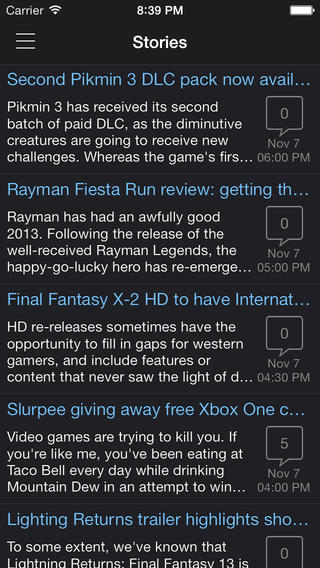 Carrier 8:39 PM
Stories
Second Pikmin 3 DLC pack now avail...
Pikmin 3 has received its second
batch of paid DLC, as the diminutive
creatures are going to receive new
challenges. Whereas the game's firs...
0
Nov 7
06:00 PM
Rayman Fiesta Run review: getting th...
Rayman has had an awfully good
2013. Following the release of the
well-received Rayman Legends, the
happy-go-lucky hero has re-emerge...
0
Nov 7
05:00 PM
Final Fantasy X-2 HD to have Internat...
HD re-releases sometimes have the
opportunity to fill in gaps for western
gamers, and include features or
content that never saw the light of d...
0
Nov 7
04:30 PM
Slurpee giving away free Xbox One c...
Video games are trying to kill you. If
you're like me, you've been eating at
Taco Bell every day while drinking
Mountain Dew in an attempt to win...
5
Nov 7
04:00 PM
Lighting Returns trailer highlights sho...
To some extent, we've known that
Lightning Returns: Final Fantasy 13 is
0